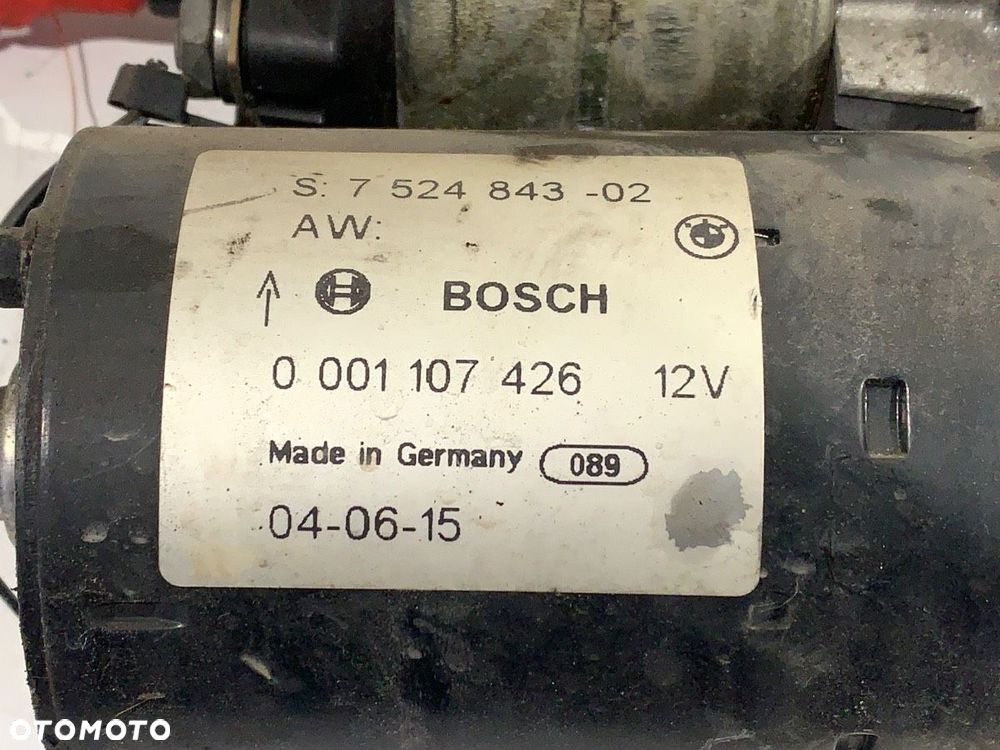 S: 7 524 843 -02
AW:
BOSCH
0 001 107 426 12V
Made in Germany 089
04-06-15
OTOMOTO